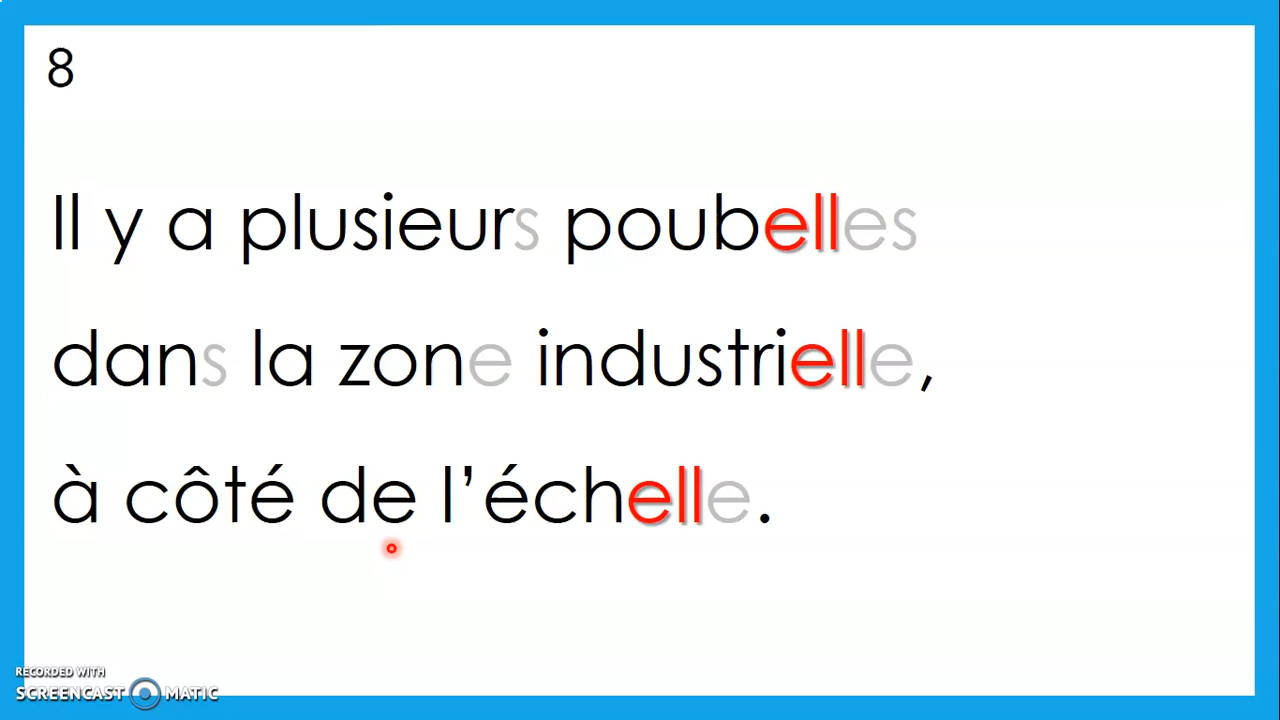 8
Il y a plusieurs poubelles
dans la zone industrielle,
à côté de l’échelle.
RECORDED WITH
SCREENCAST MATIC